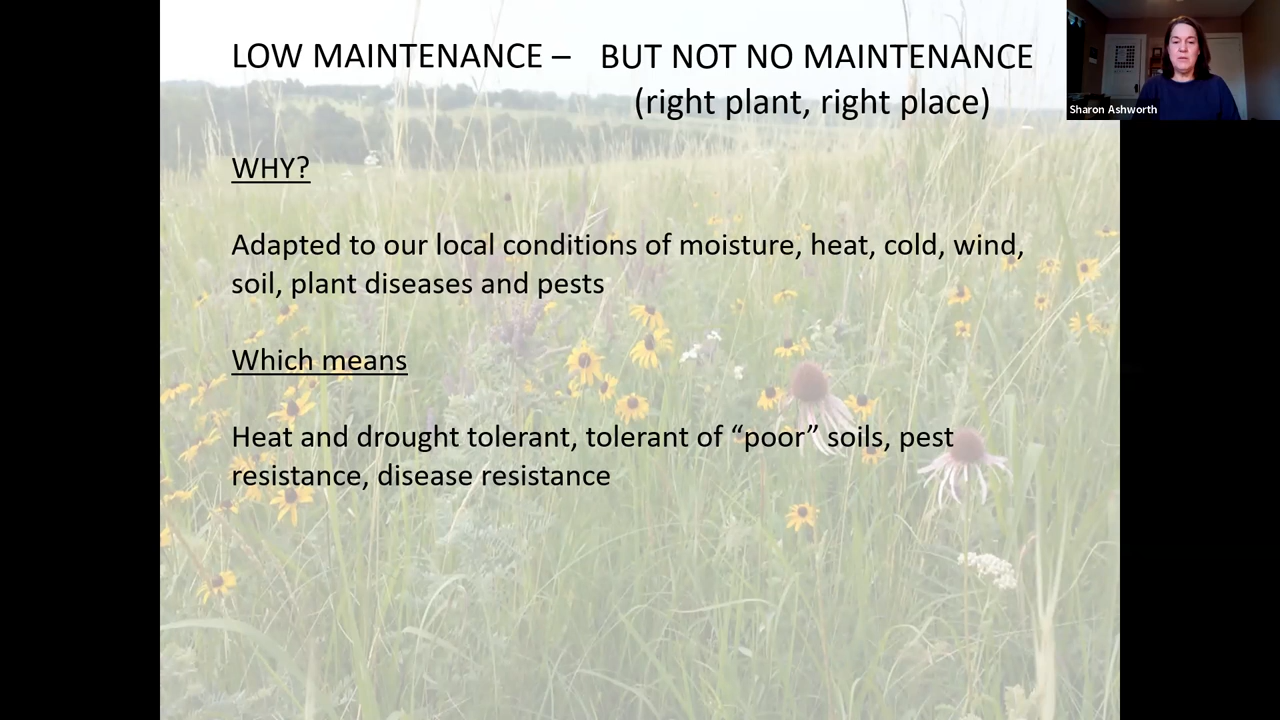 LOW MAINTENANCE – BUT NOT NO MAINTENANCE
(right plant, right place)
Sharon Ashworth
WHY?
Adapted to our local conditions of moisture, heat, cold, wind,
soil, plant diseases and pests
Which means
Heat and drought tolerant, tolerant of “poor” soils, pest
resistance, disease resistance